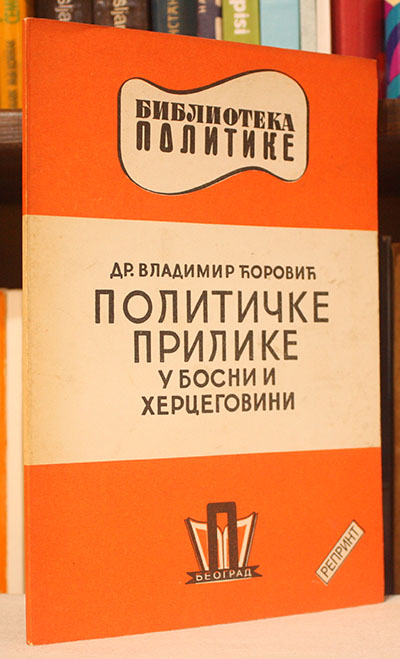 БИБЛИОТЕКА
ПОЛИТИКЕ
ДР. ВЛАДИМИР ЋОРОВИЋ
ПОЛИТИЧКЕ
ПРИЛИКЕ
У БОСНИ И
ХЕРЦЕГОВИНИ
П
БЕОГРАД
РЕПРИНТ